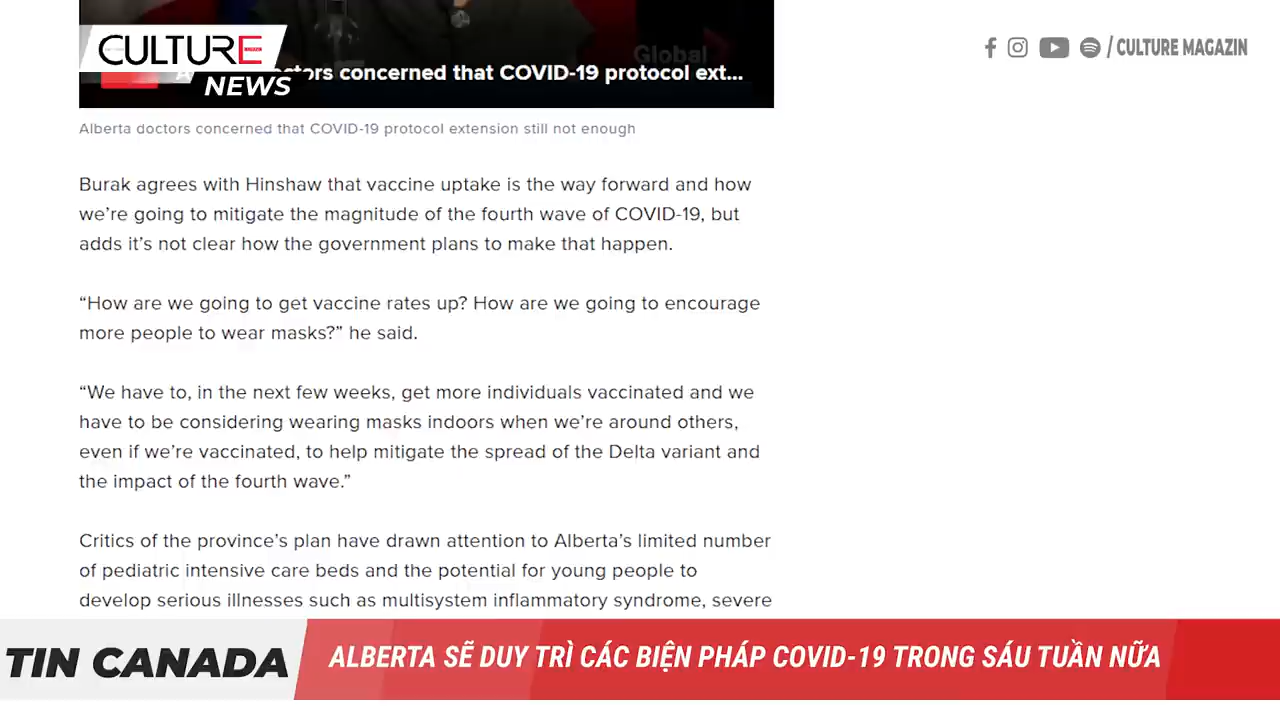 CULTURE
NEWS
/ CULTURE MAGAZIN
Global
concerned that COVID-19 protocol ext...
Alberta doctors concerned that COVID-19 protocol extension still not enough
Burak agrees with Hinshaw that vaccine uptake is the way forward and how
we’re going to mitigate the magnitude of the fourth wave of COVID-19, but
adds it’s not clear how the government plans to make that happen.
“How are we going to get vaccine rates up? How are we going to encourage
more people to wear masks?” he said.
“We have to, in the next few weeks, get more individuals vaccinated and we
have to be considering wearing masks indoors when we’re around others,
even if we’re vaccinated, to help mitigate the spread of the Delta variant and
the impact of the fourth wave.”
Critics of the province’s plan have drawn attention to Alberta’s limited number
of pediatric intensive care beds and the potential for young people to
develop serious illnesses such as multisystem inflammatory syndrome, severe
TIN CANADA
ALBERTA SẼ DUY TRÌ CÁC BIỆN PHÁP COVID-19 TRONG SÁU TUẦN NỮA